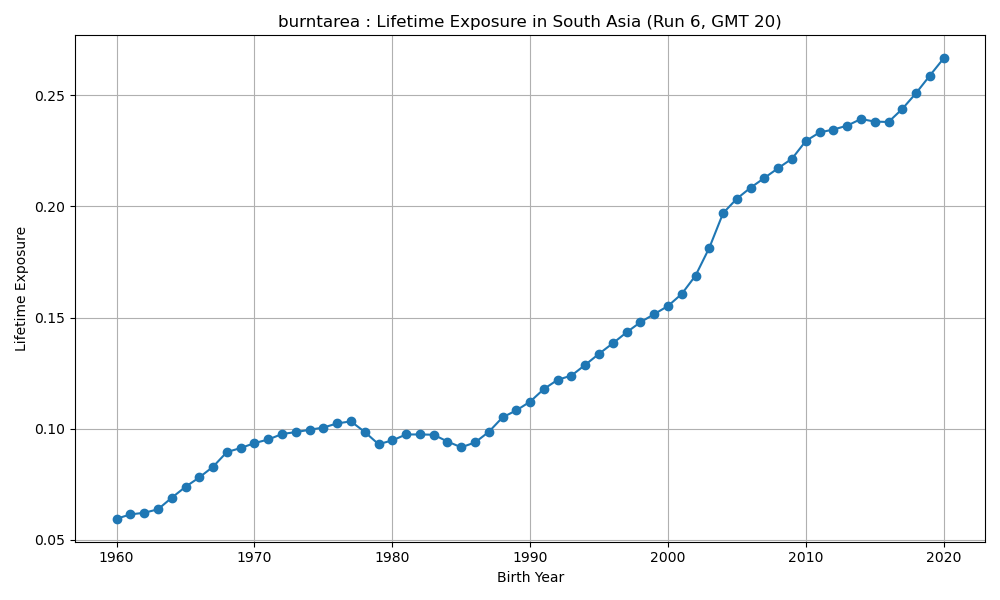 burntarea : Lifetime Exposure in South Asia (Run 6, GMT 20)
Lifetime Exposure
0.25
0.20
0.15
0.10
0.05
1960 1970 1980 1990 2000 2010 2020
Birth Year